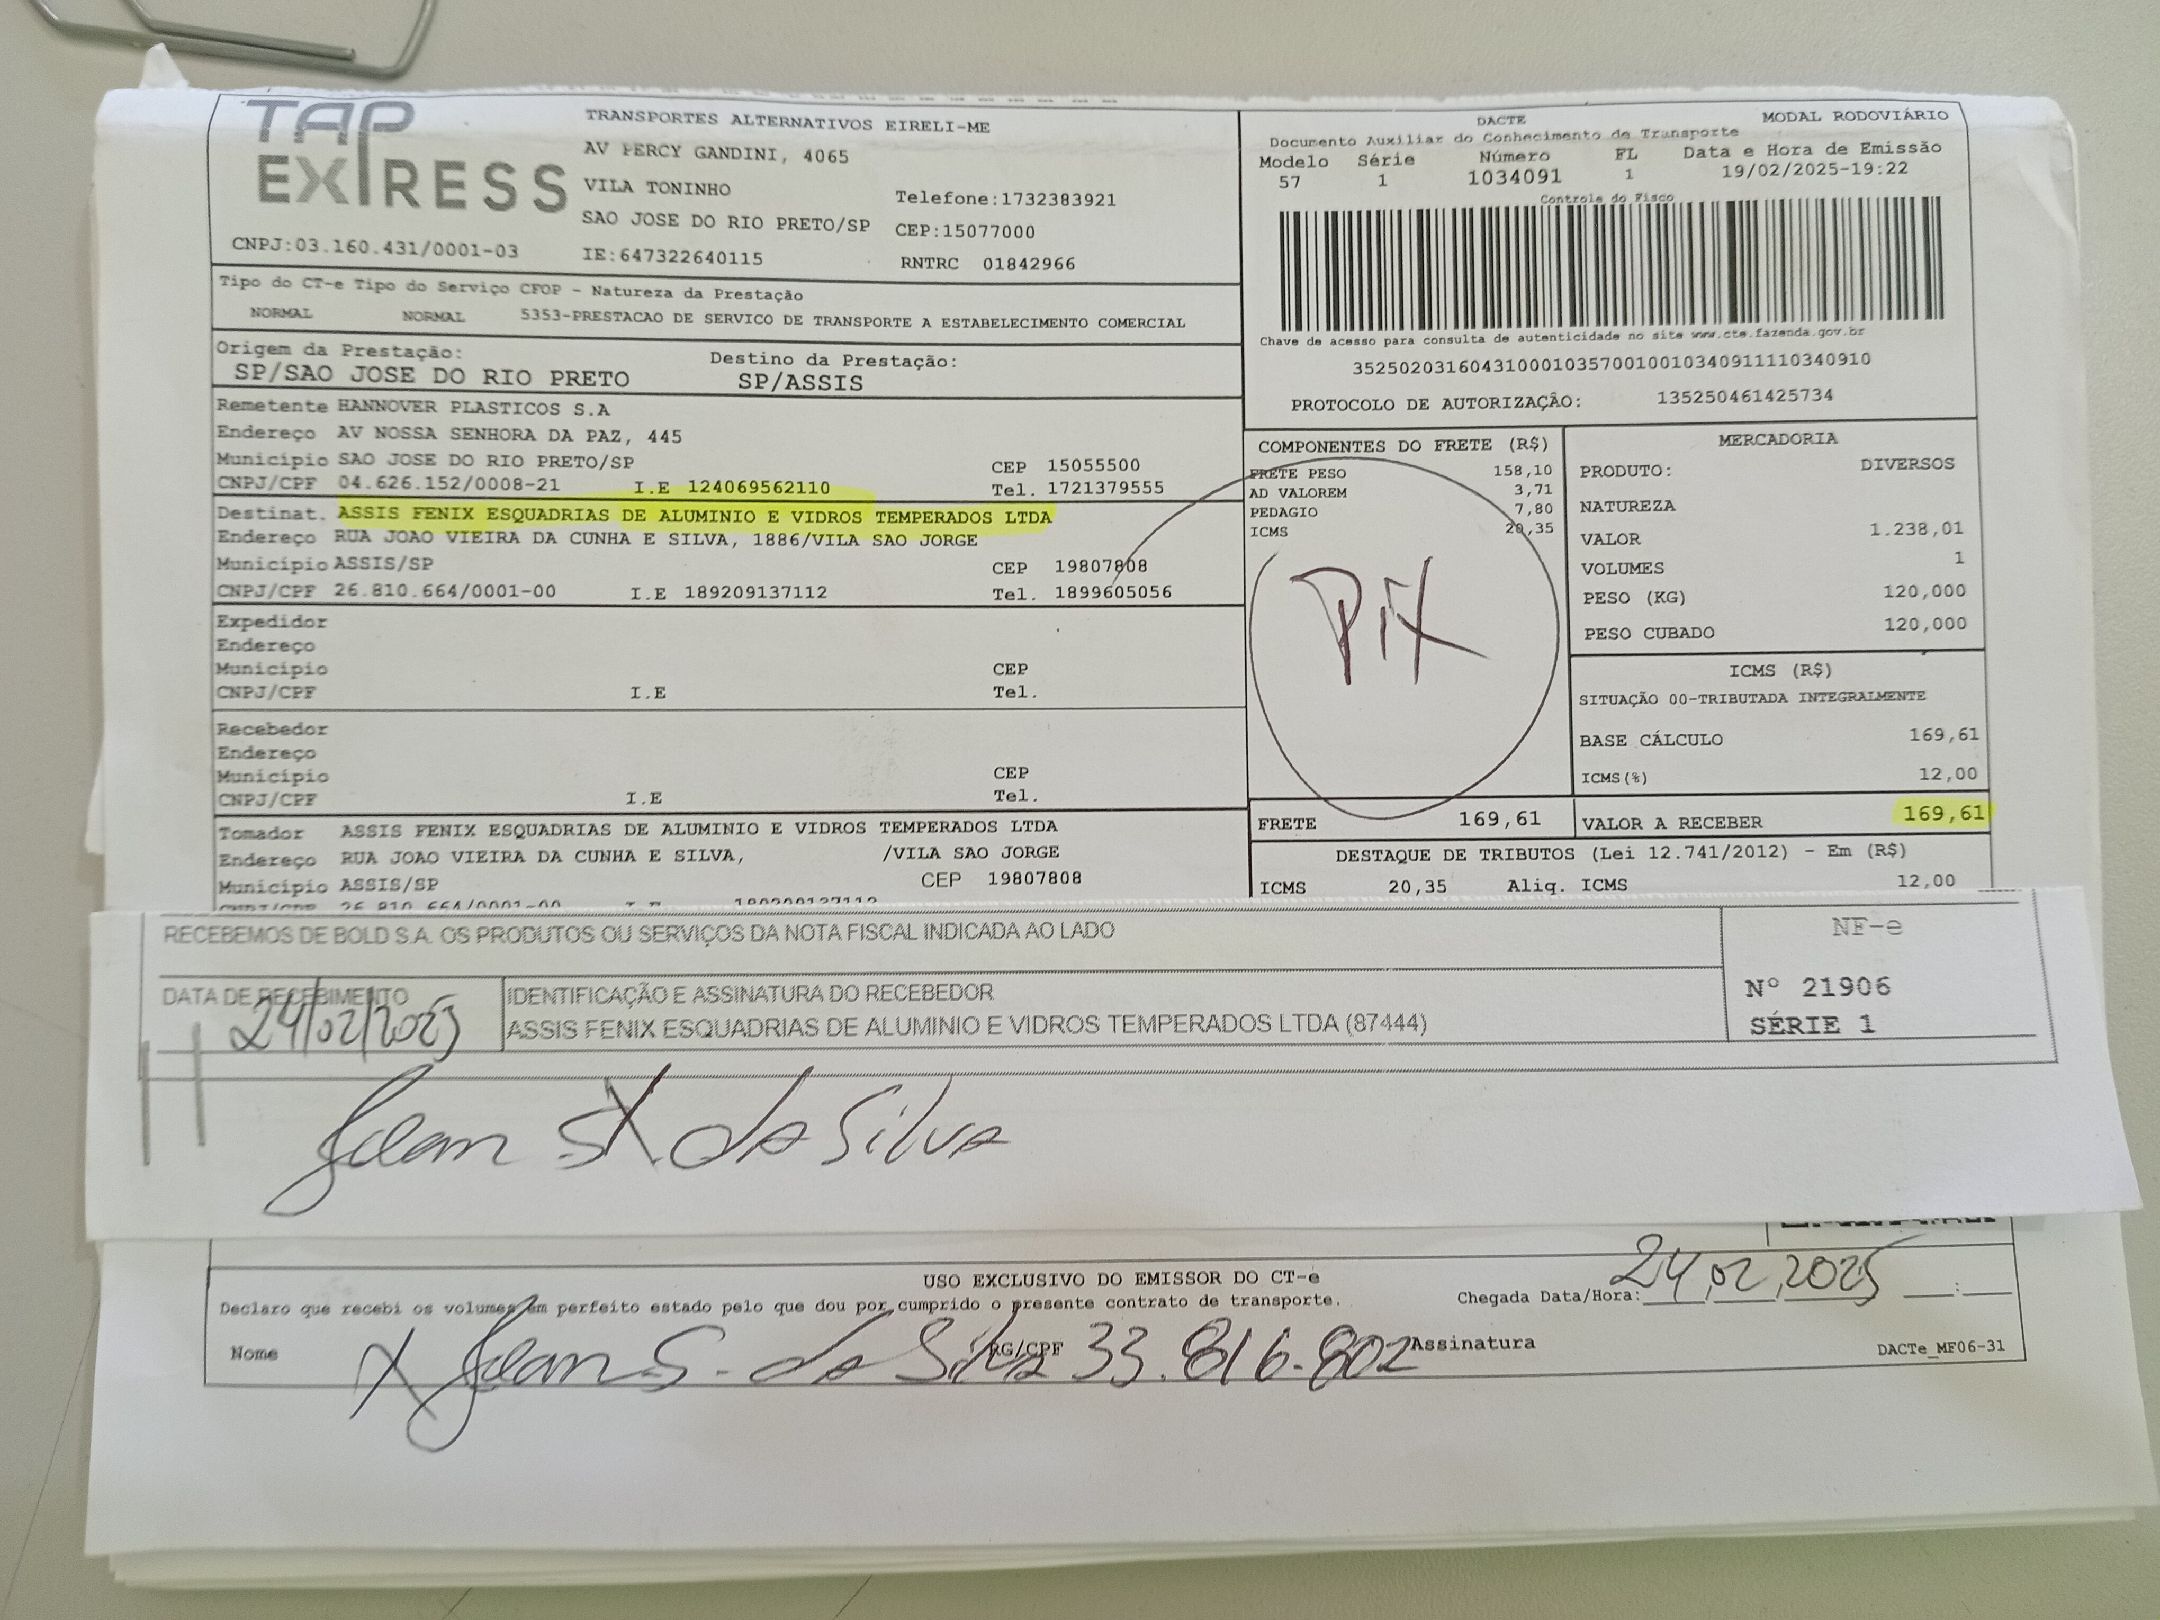 TAP EXPRESS
TRANSPORTES ALTERNATIVOS EIRELI-ME
AV PERCY GANDINI, 4065
VILA TONINHO Telefone:1732383921
SAO JOSE DO RIO PRETO/SP CEP:15077000
CNPJ:03.160.431/0001-03 IE:647322640115 RNTRC 01842966
DACTE MODAL RODOVIÁRIO
Documento Auxiliar do Conhecimento de Transporte
Modelo Série Número FL Data e Hora de Emissão
57 1 1034091 1 19/02/2025-19:22
Controle do Fisco
Chave de acesso para consulta de autenticidade no site www.cte.fazenda.gov.br
35250203160431000103570010010340911110340910
PROTOCOLO DE AUTORIZAÇÃO: 135250461425734
Tipo do CT-e Tipo do Serviço CFOP - Natureza da Prestação
NORMAL NORMAL 5353-PRESTACAO DE SERVICO DE TRANSPORTE A ESTABELECIMENTO COMERCIAL
Origem da Prestação: Destino da Prestação:
SP/SAO JOSE DO RIO PRETO SP/ASSIS
Remetente HANNOVER PLASTICOS S.A
Endereço AV NOSSA SENHORA DA PAZ, 445
Município SAO JOSE DO RIO PRETO/SP CEP 15055500
CNPJ/CPF 04.626.152/0008-21 I.E 124069562110 Tel. 1721379555
Destinat. ASSIS FENIX ESQUADRIAS DE ALUMINIO E VIDROS TEMPERADOS LTDA
Endereço RUA JOAO VIEIRA DA CUNHA E SILVA, 1886/VILA SAO JORGE
Município ASSIS/SP CEP 19807808
CNPJ/CPF 26.810.664/0001-00 I.E 189209137112 Tel. 1899605056
Expedidor
Endereço
Município CEP
CNPJ/CPF I.E Tel.
Recebedor
Endereço
Município CEP
CNPJ/CPF I.E Tel.
Tomador ASSIS FENIX ESQUADRIAS DE ALUMINIO E VIDROS TEMPERADOS LTDA
Endereço RUA JOAO VIEIRA DA CUNHA E SILVA, /VILA SAO JORGE
Município ASSIS/SP CEP 19807808
COMPONENTES DO FRETE (R$)
FRETE PESO 158,10
AD VALOREM 3,71
PEDAGIO 7,80
ICMS 20,35
PIX
MERCADORIA
PRODUTO: DIVERSOS
NATUREZA
VALOR 1.238,01
VOLUMES 1
PESO (KG) 120,000
PESO CUBADO 120,000
ICMS (R$)
SITUAÇÃO 00-TRIBUTADA INTEGRALMENTE
BASE CÁLCULO 169,61
ICMS(%) 12,00
FRETE 169,61 VALOR A RECEBER 169,61
DESTAQUE DE TRIBUTOS (Lei 12.741/2012) - Em (R$)
ICMS 20,35 Aliq. ICMS 12,00
RECEBEMOS DE BOLD S.A. OS PRODUTOS OU SERVIÇOS DA NOTA FISCAL INDICADA AO LADO
NF-e
Nº 21906
SÉRIE 1
DATA DE RECEBIMENTO IDENTIFICAÇÃO E ASSINATURA DO RECEBEDOR
24/02/2025 ASSIS FENIX ESQUADRIAS DE ALUMINIO E VIDROS TEMPERADOS LTDA (87444)
da Silva
USO EXCLUSIVO DO EMISSOR DO CT-e
Declaro que recebi os volumes em perfeito estado pelo que dou por cumprido o presente contrato de transporte. Chegada Data/Hora: 24,02,2025 :
Nome X Jean S. da Silva RG/CPF 33.816.802 Assinatura DACTe_MF06-31